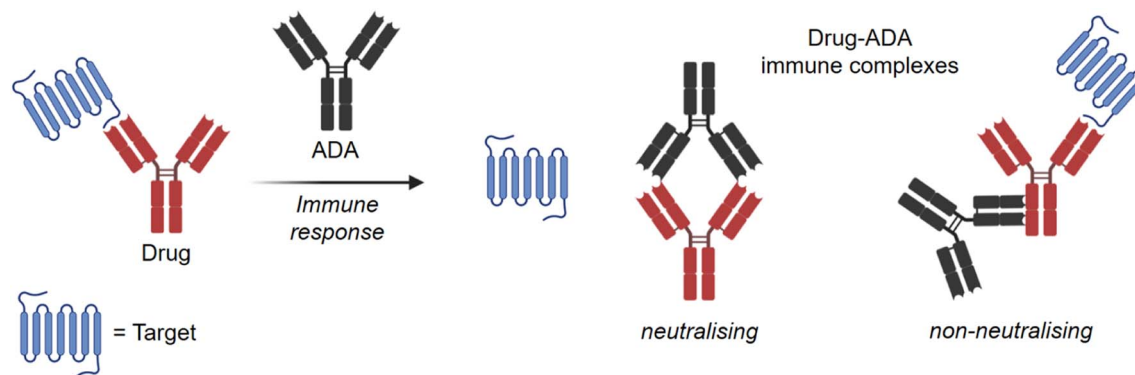 ADA
Immune
response
Drug
= Target
Drug-ADA
immune complexes
neutralising
non-neutralising